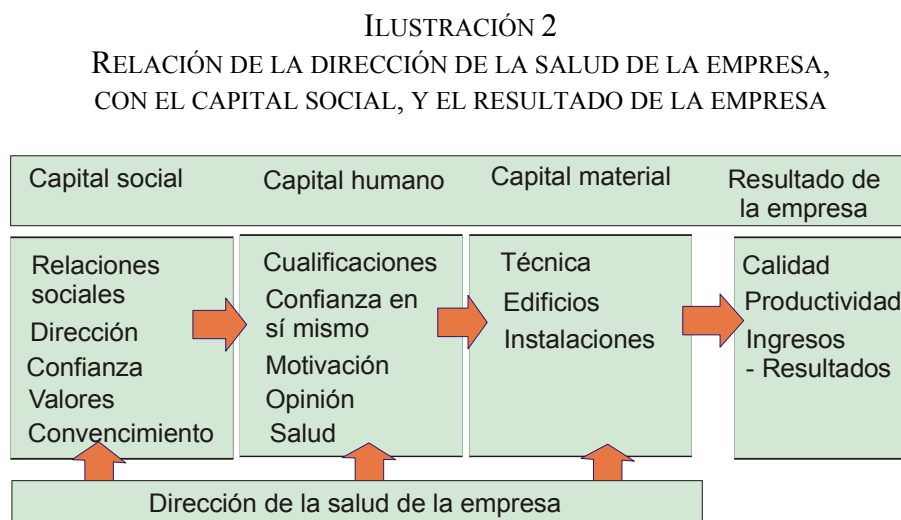 ILUSTRACIÓN 2
RELACIÓN DE LA DIRECCIÓN DE LA SALUD DE LA EMPRESA,
CON EL CAPITAL SOCIAL, Y EL RESULTADO DE LA EMPRESA
Capital social
Capital humano
Capital material
Resultado de
la empresa
Relaciones
sociales
Dirección
Confianza
Valores
Convencimiento
Cualificaciones
Confianza en
sí mismo
Motivación
Opinión
Salud
Técnica
Edificios
Instalaciones
Calidad
Productividad
Ingresos
- Resultados
Dirección de la salud de la empresa